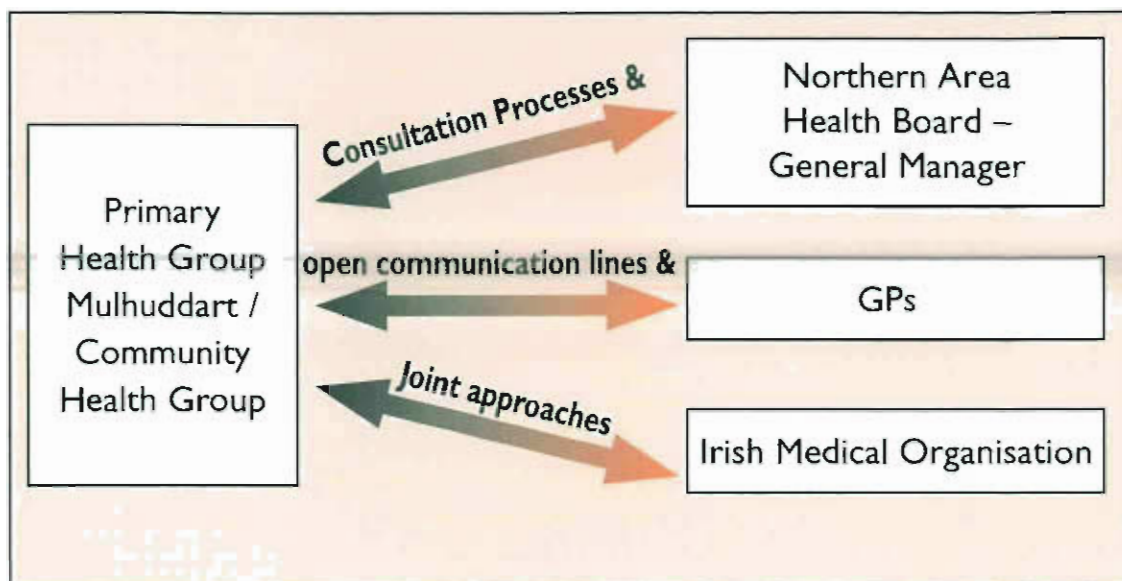 Primary
Health Group
Mulhuddart /
Community
Health Group
Consultation Processes &
open communication lines &
Joint approaches
Northern Area
Health Board –
General Manager
GPs
Irish Medical Organisation